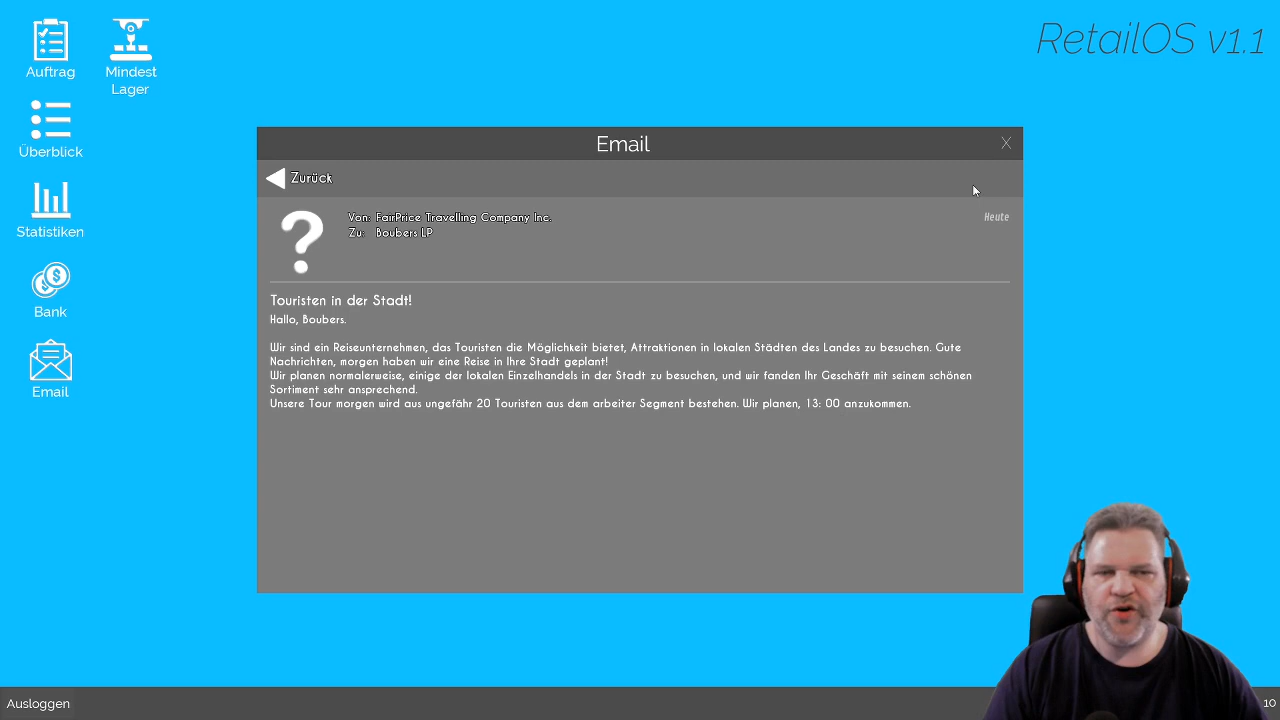 RetailOS v1.1
Auftrag
Mindest
Lager
Überblick
Statistiken
Bank
Email
Email
X
Zurück
Von: FairPrice Travelling Company Inc.
Heute
Zu: Boubers LP
?
Touristen in der Stadt!
Hallo, Boubers.
Wir sind ein Reiseunternehmen, das Touristen die Möglichkeit bietet, Attraktionen in lokalen Städten des Landes zu besuchen. Gute
Nachrichten, morgen haben wir eine Reise in Ihre Stadt geplant!
Wir planen normalerweise, einige der lokalen Einzelhandels in der Stadt zu besuchen, und wir fanden Ihr Geschäft mit seinem schönen
Sortiment sehr ansprechend.
Unsere Tour morgen wird aus ungefähr 20 Touristen aus dem arbeiter Segment bestehen. Wir planen, 13: 00 anzukommen.
Ausloggen
10